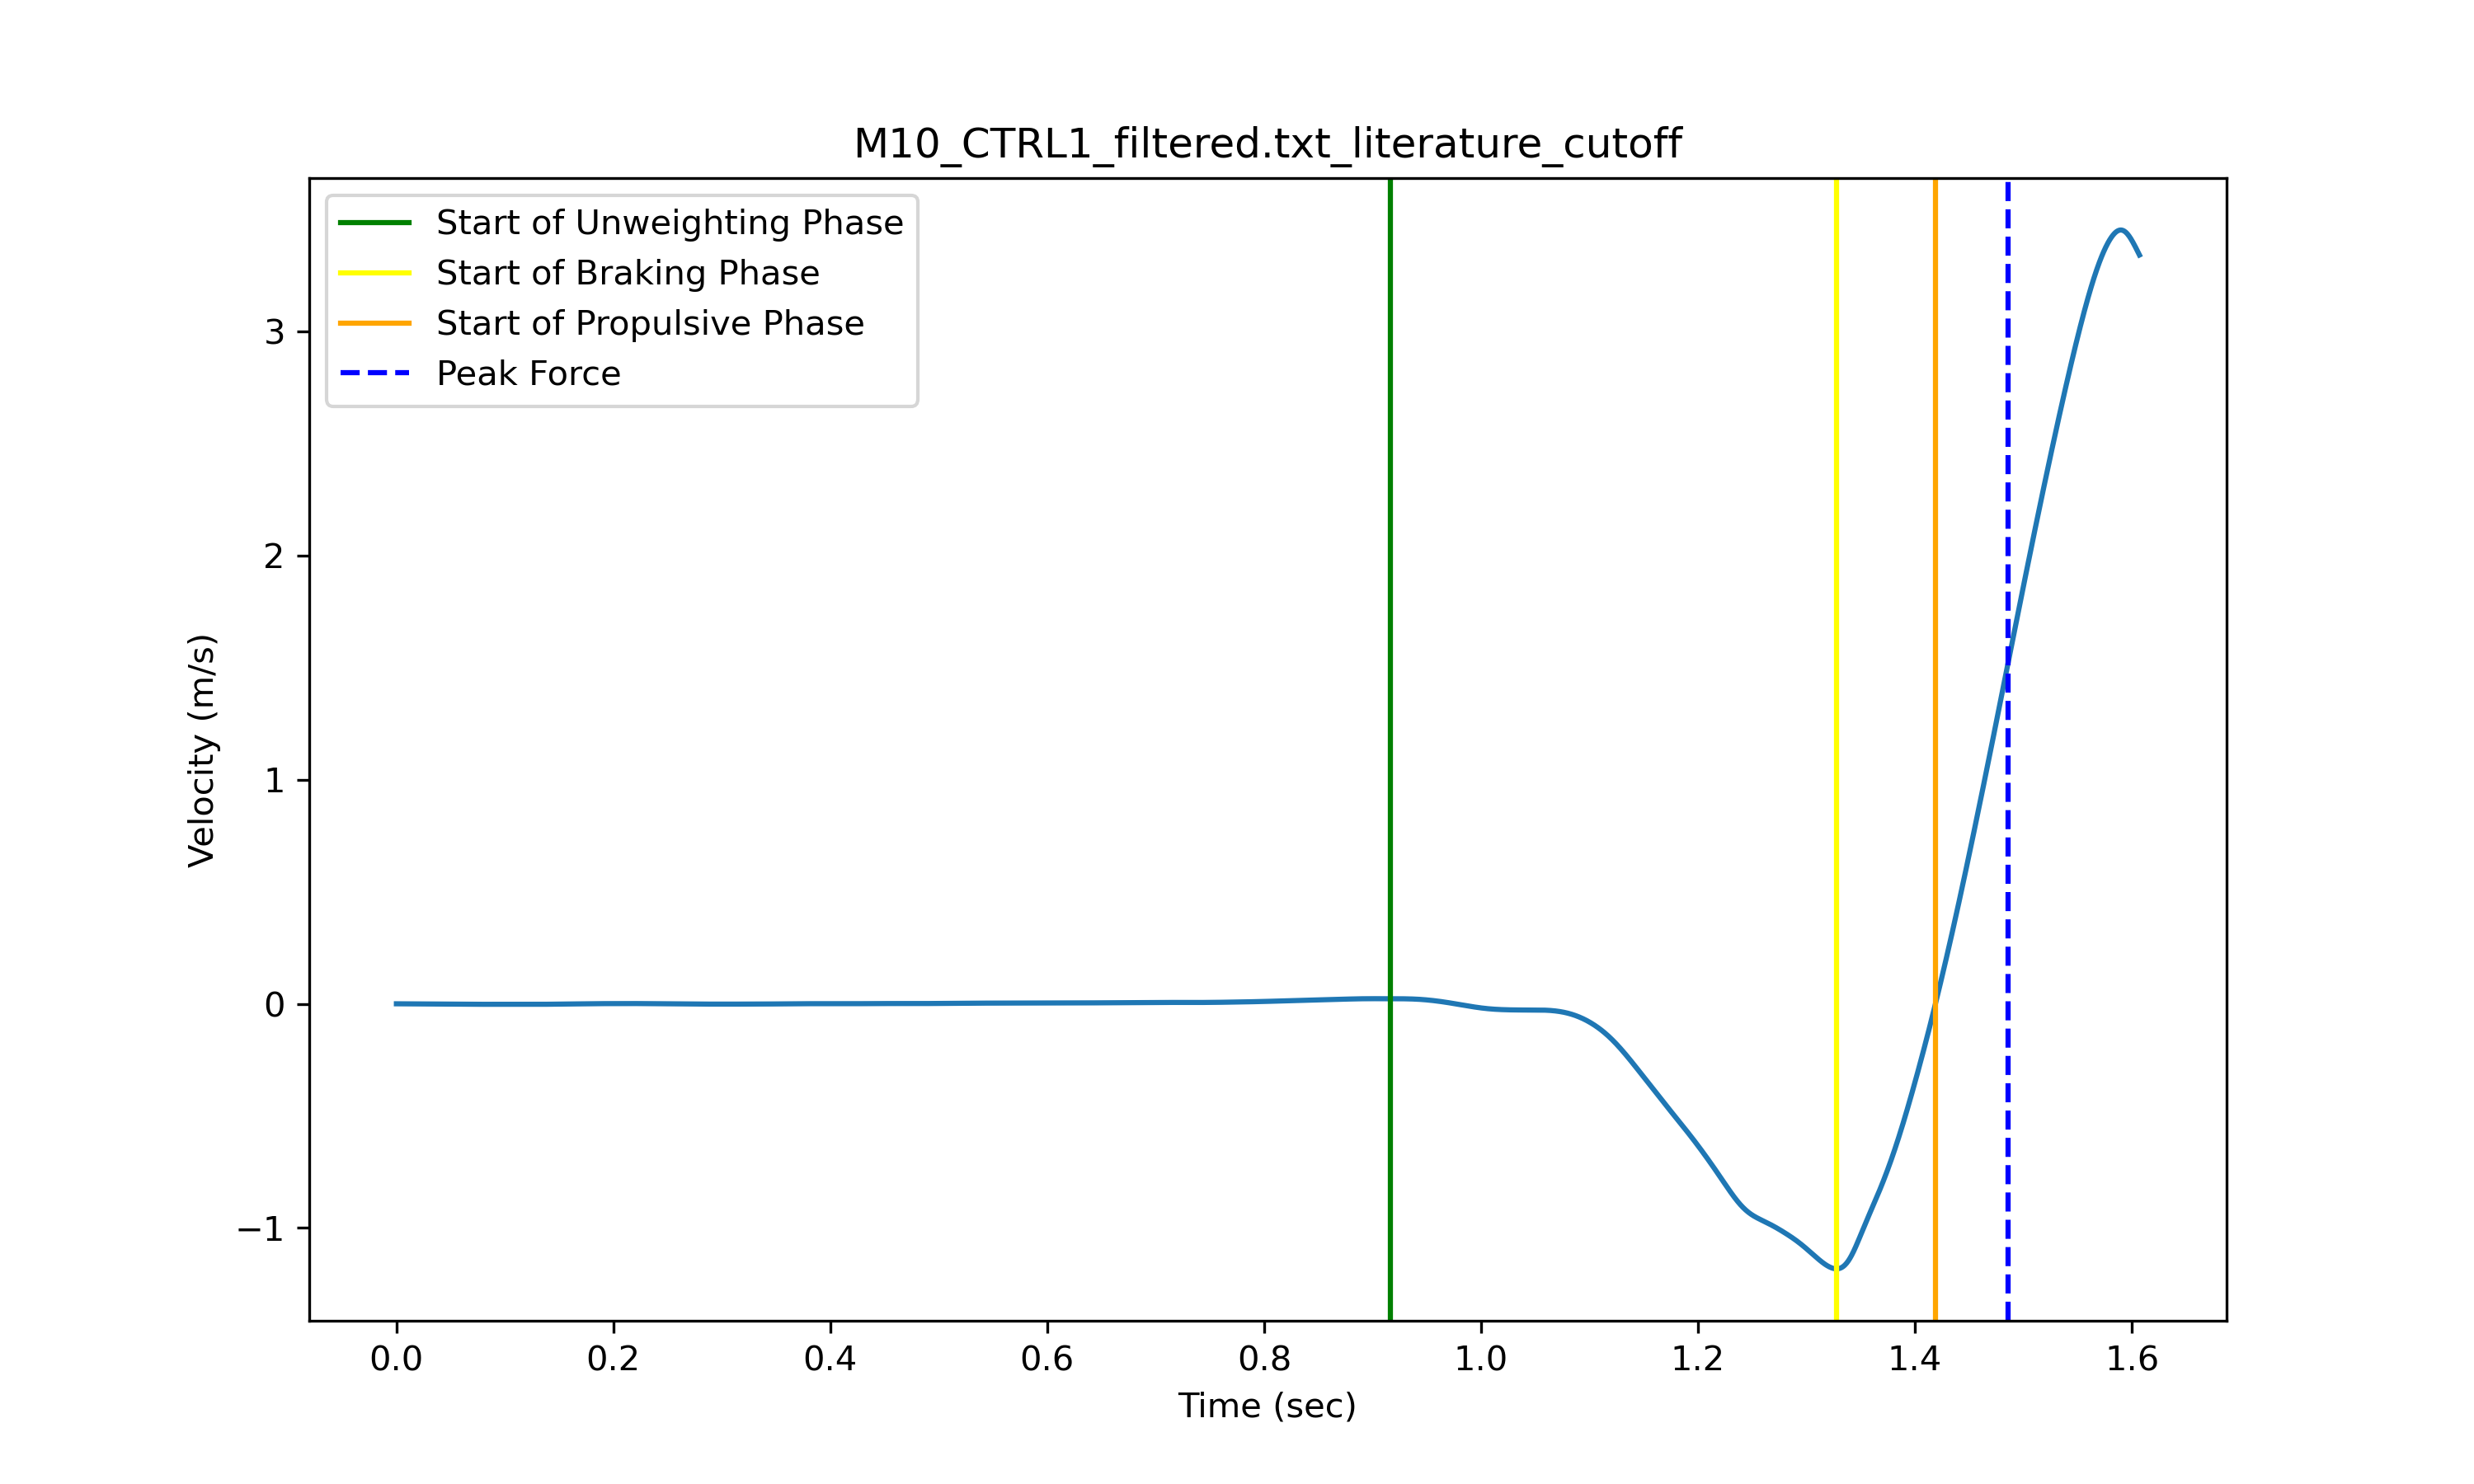 M10_CTRL1_filtered.txt_literature_cutoff
Start of Unweighting Phase
Start of Braking Phase
Start of Propulsive Phase
Peak Force
Velocity (m/s)
3
2
1
0
−1
0.0 0.2 0.4 0.6 0.8 1.0 1.2 1.4 1.6
Time (sec)